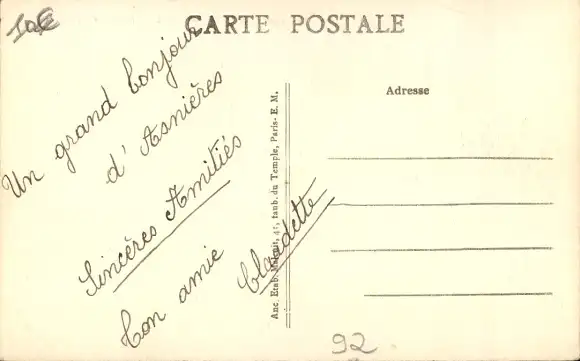 10€
CARTE POSTALE
Un grand bonjour
d'Asnières
Sincères Amitiés
Ton amie
Claudette
Adresse
Anc. Etab. Malcuit, 41, faub. du Temple, Paris- E. M.
92